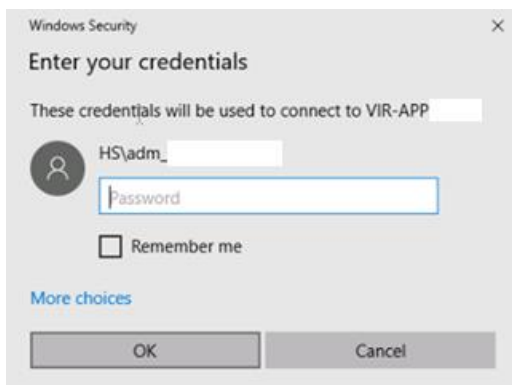 Windows Security
Enter your credentials
These credentials will be used to connect to VIR-APP
HS\adm_
Password
Remember me
More choices
OK
Cancel